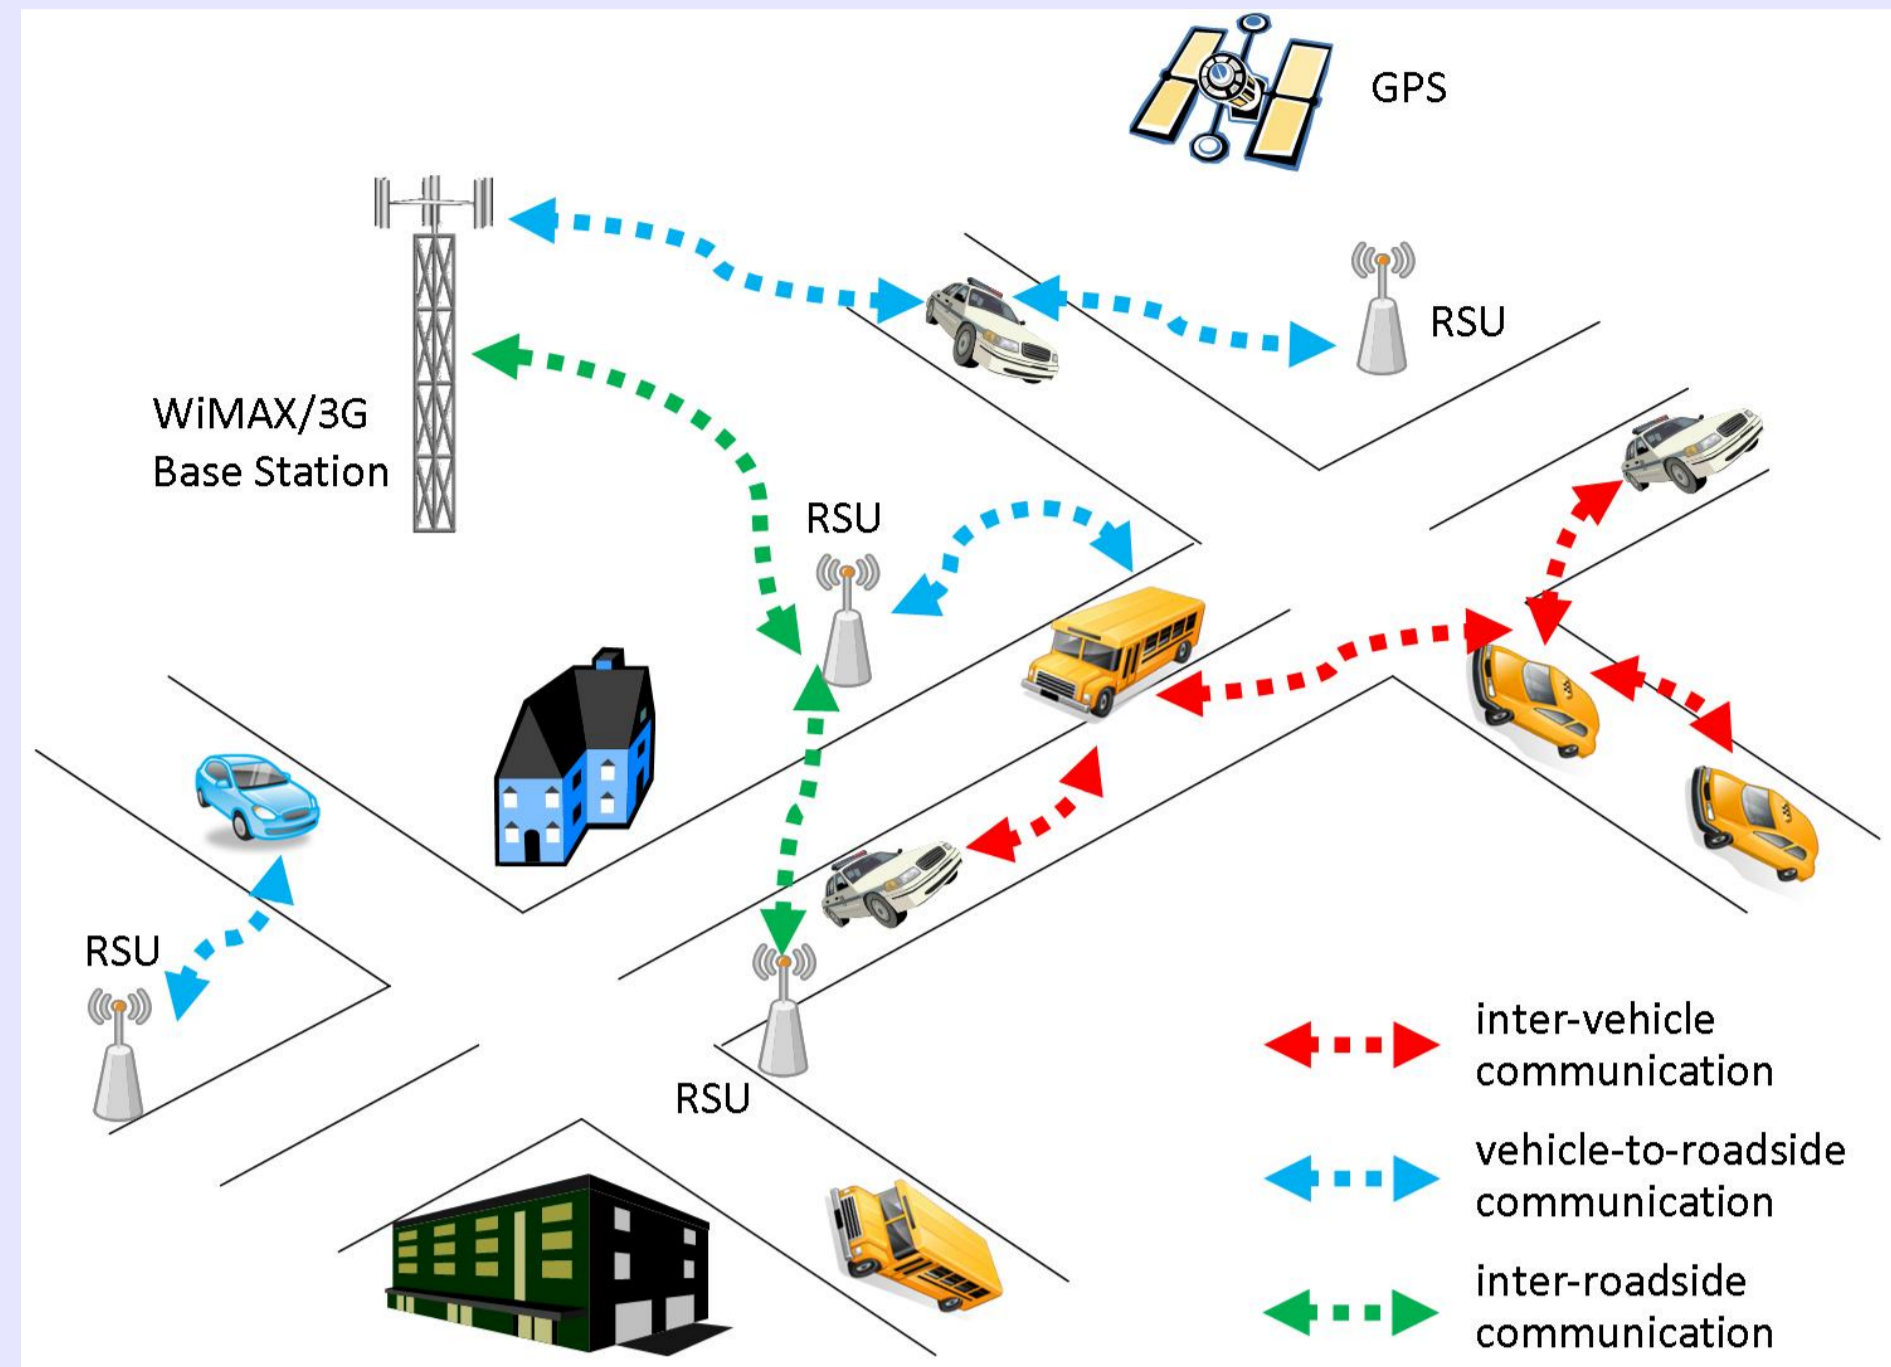 GPS
RSU
WiMAX/3G
Base Station
RSU
RSU
RSU
inter-vehicle
communication
vehicle-to-roadside
communication
inter-roadside
communication